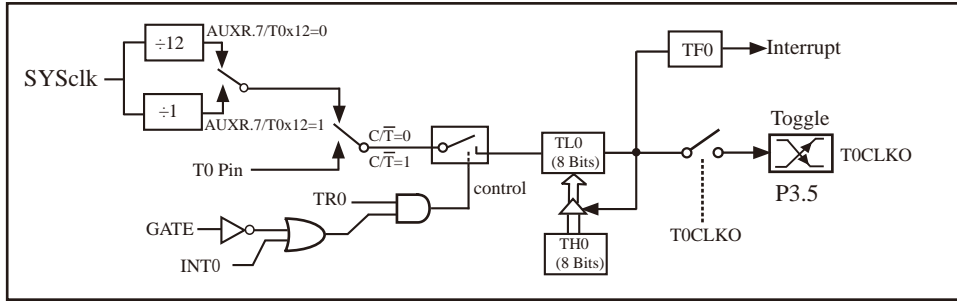 AUXR.7/T0x12=0
÷12
SYSclk
÷1
AUXR.7/T0x12=1
T0 Pin
C/T̅=0
C/T̅=1
control
TR0
GATE
INT0
TL0
(8 Bits)
TH0
(8 Bits)
TF0
Interrupt
Toggle
T0CLKO
P3.5
T0CLKO